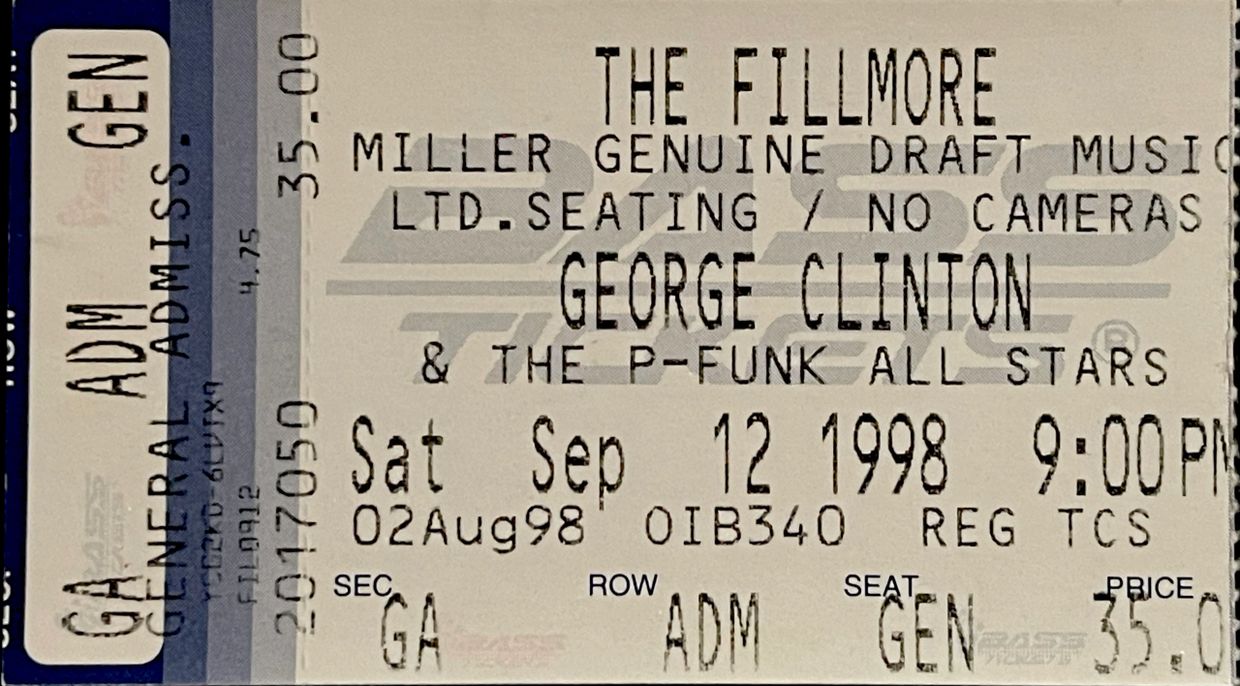 THE FILLMORE
MILLER GENUINE DRAFT MUSIC
LTD.SEATING / NO CAMERAS
GEORGE CLINTON
& THE P-FUNK ALL STARS
Sat Sep 12 1998 9:00PM
02Aug98 OIB340 REG TCS
SEC ROW SEAT PRICE
GA ADM GEN 35.0
BASS
TICKETS®
GA ADM GEN
GENERAL ADMISS.
4.75
FIL0912
2017050 35.00